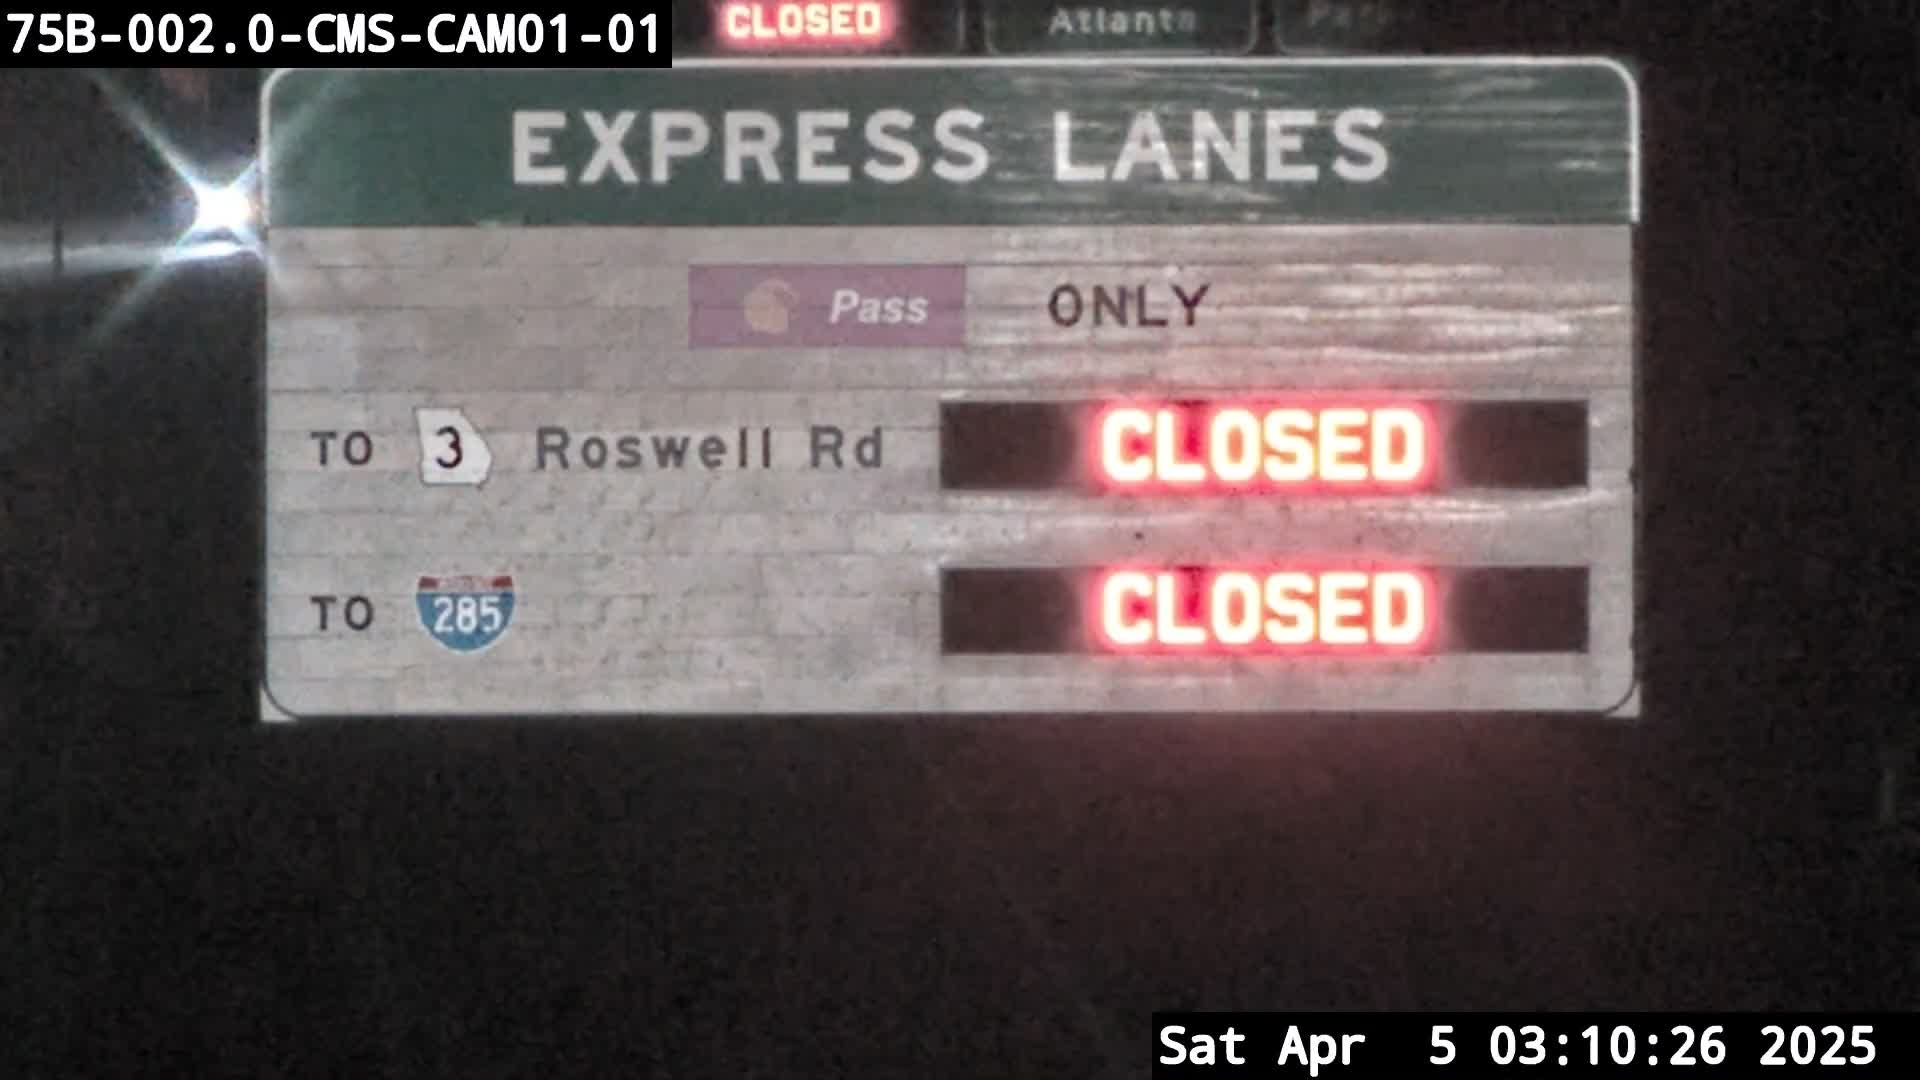 75B-002.0-CMS-CAM01-01
CLOSED
Atlanta
EXPRESS LANES
Pass ONLY
TO 3 Roswell Rd CLOSED
TO 285 CLOSED
Sat Apr 5 03:10:26 2025